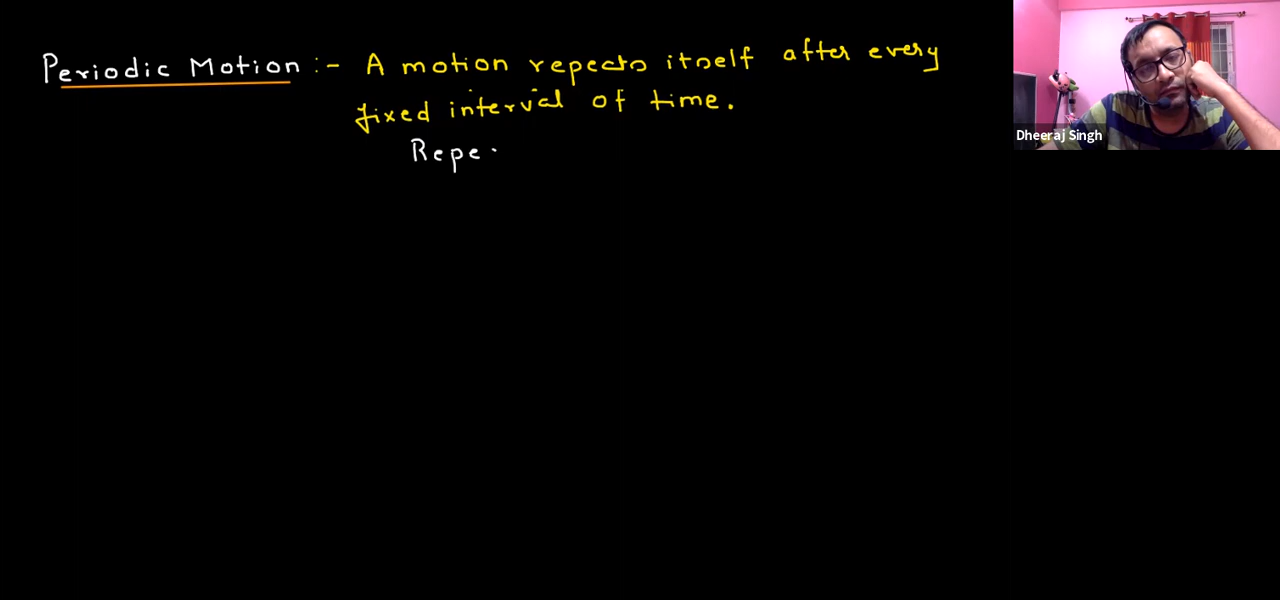 Periodic Motion :- A motion repeats itself after every
fixed interval of time.
Repe
Dheeraj Singh